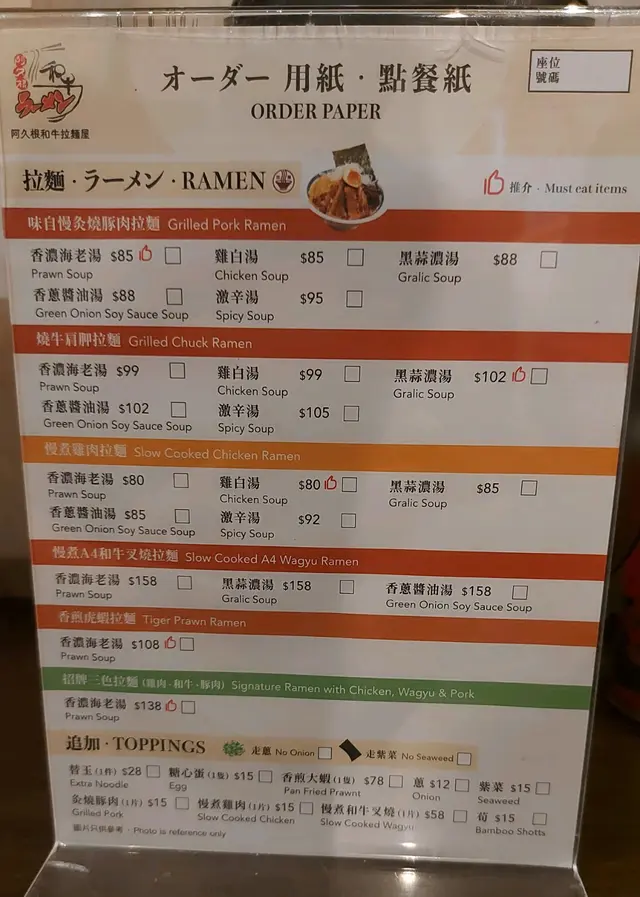 座位
號碼
オーダー 用紙・點餐紙
ORDER PAPER
和牛
ラーメン
阿久根和牛拉麵屋
拉麵・ラーメン・RAMEN
推介・Must eat items
味自慢灸燒豚肉拉麵 Grilled Pork Ramen
香濃海老湯 $85 雞白湯 $85 黑蒜濃湯 $88
Prawn Soup Chicken Soup Gralic Soup
香蔥醬油湯 $88 激辛湯 $95
Green Onion Soy Sauce Soup Spicy Soup
燒牛肩胛拉麵 Grilled Chuck Ramen
香濃海老湯 $99 雞白湯 $99 黑蒜濃湯 $102
Prawn Soup Chicken Soup Gralic Soup
香蔥醬油湯 $102 激辛湯 $105
Green Onion Soy Sauce Soup Spicy Soup
慢煮雞肉拉麵 Slow Cooked Chicken Ramen
香濃海老湯 $80 雞白湯 $80 黑蒜濃湯 $85
Prawn Soup Chicken Soup Gralic Soup
香蔥醬油湯 $85 激辛湯 $92
Green Onion Soy Sauce Soup Spicy Soup
慢煮A4和牛叉燒拉麵 Slow Cooked A4 Wagyu Ramen
香濃海老湯 $158 黑蒜濃湯 $158 香蔥醬油湯 $158
Prawn Soup Gralic Soup Green Onion Soy Sauce Soup
香煎虎蝦拉麵 Tiger Prawn Ramen
香濃海老湯 $108
Prawn Soup
招牌三色拉麵 (雞肉・和牛・豚肉) Signature Ramen with Chicken, Wagyu & Pork
香濃海老湯 $138
Prawn Soup
追加・TOPPINGS 走蔥 No Onion 走紫菜 No Seaweed
替玉 (1件) $28 糖心蛋 (1隻) $15 香煎大蝦 (1隻) $78 蔥 $12 紫菜 $15
Extra Noodle Egg Pan Fried Prawnt Onion Seaweed
灸燒豚肉 (1片) $15 慢煮雞肉 (1片) $15 慢煮和牛叉燒 (1片) $58 荀 $15
Grilled Pork Slow Cooked Chicken Slow Cooked Wagyu Bamboo Shotts
圖片只供參考・Photo is reference only